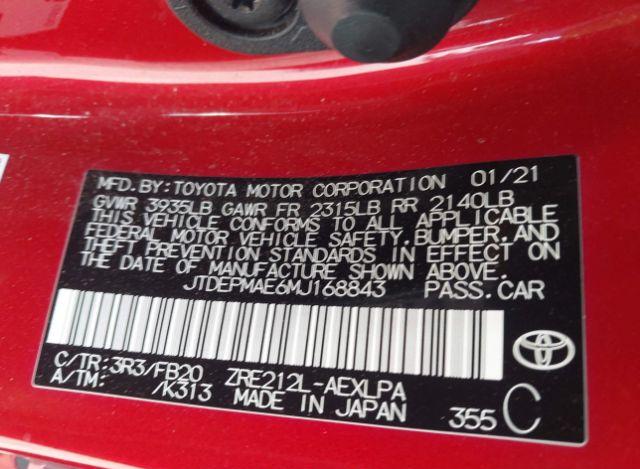 MFD.BY:TOYOTA MOTOR CORPORATION 01/21
GVWR 3935LB GAWR FR 2315LB RR 2140LB
THIS VEHICLE CONFORMS TO ALL APPLICABLE
FEDERAL MOTOR VEHICLE SAFETY,BUMPER,AND
THEFT PREVENTION STANDARDS IN EFFECT ON
THE DATE OF MANUFACTURE SHOWN ABOVE.
JTDEPMAE6MJ168843 PASS.CAR
C/TR:3R3/FB20 ZRE212L-AEXLPA
A/TM: /K313 MADE IN JAPAN 355 C
TOYOTA